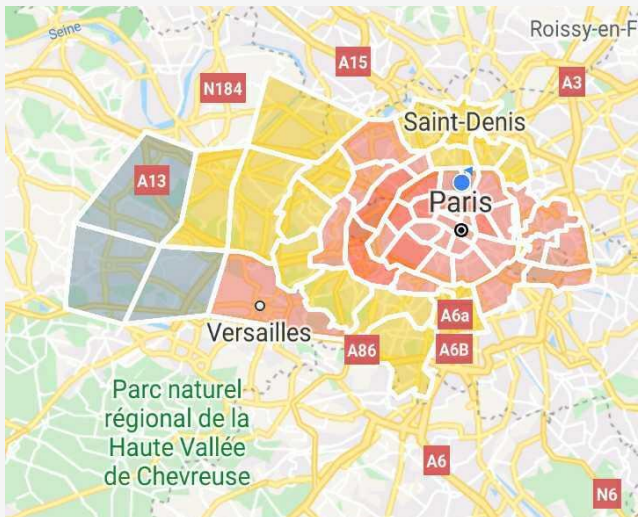 Seine
Roissy-en-F
A15
A3
N184
Saint-Denis
A13
Paris
A6a
Versailles
A86
A6B
Parc naturel
régional de la
Haute Vallée
de Chevreuse
A6
N6